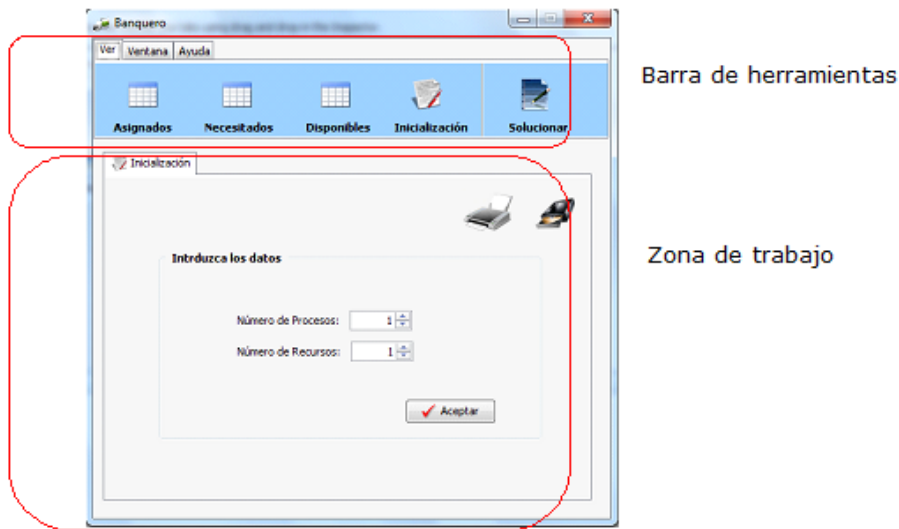 Banquero
Ver Ventana Ayuda
Asignados Necesitados Disponibles Inicialización Solucionar
Barra de herramientas
Inicialización
Zona de trabajo
Intrduzca los datos
Número de Procesos: 1
Número de Recursos: 1
Aceptar